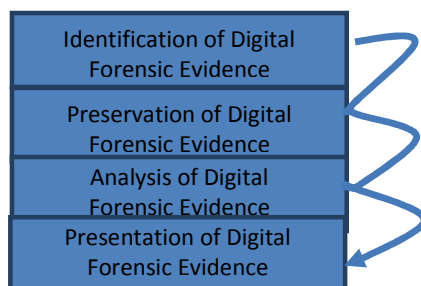 Identification of Digital
Forensic Evidence
Preservation of Digital
Forensic Evidence
Analysis of Digital
Forensic Evidence
Presentation of Digital
Forensic Evidence